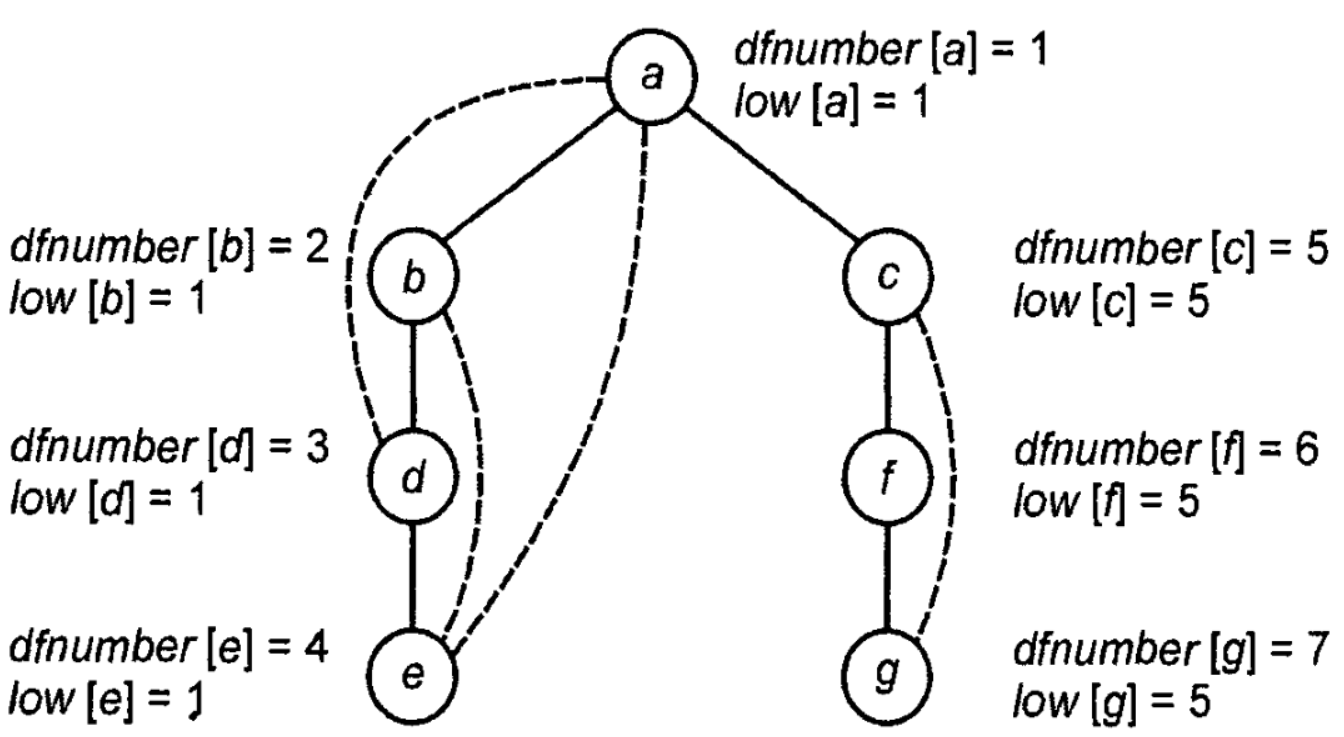 a
dfnumber [a] = 1
low [a] = 1
dfnumber [b] = 2
low [b] = 1
b
c
dfnumber [c] = 5
low [c] = 5
dfnumber [d] = 3
low [d] = 1
d
f
dfnumber [f] = 6
low [f] = 5
dfnumber [e] = 4
low [e] = 1
e
g
dfnumber [g] = 7
low [g] = 5